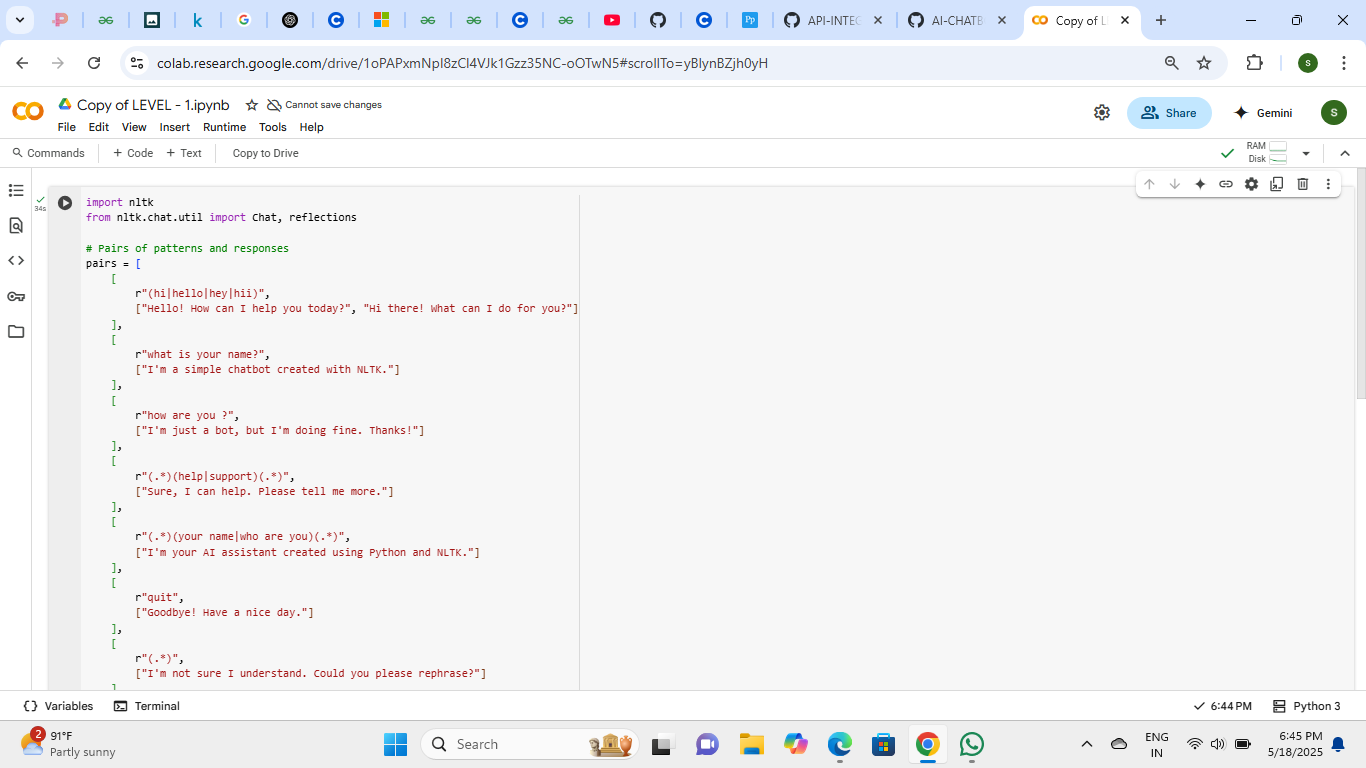 API-INTEG
AI-CHATB
Copy of L
colab.research.google.com/drive/1oPAPxmNpI8zCl4VJk1Gzz35NC-oOTwN5#scrollTo=yBlynBZjh0yH
S
Copy of LEVEL - 1.ipynb
Cannot save changes
File Edit View Insert Runtime Tools Help
Share
Gemini
S
Commands + Code + Text Copy to Drive
RAM
Disk
34s
import nltk
from nltk.chat.util import Chat, reflections
# Pairs of patterns and responses
pairs = [
[
r"(hi|hello|hey|hii)",
["Hello! How can I help you today?", "Hi there! What can I do for you?"]
],
[
r"what is your name?",
["I'm a simple chatbot created with NLTK."]
],
[
r"how are you ?",
["I'm just a bot, but I'm doing fine. Thanks!"]
],
[
r"(.*)(help|support)(.*)",
["Sure, I can help. Please tell me more."]
],
[
r"(.*)(your name|who are you)(.*)",
["I'm your AI assistant created using Python and NLTK."]
],
[
r"quit",
["Goodbye! Have a nice day."]
],
[
r"(.*)",
["I'm not sure I understand. Could you please rephrase?"]
]
Variables Terminal
6:44 PM Python 3
2
91°F
Partly sunny
Search
ENG
IN
6:45 PM
5/18/2025